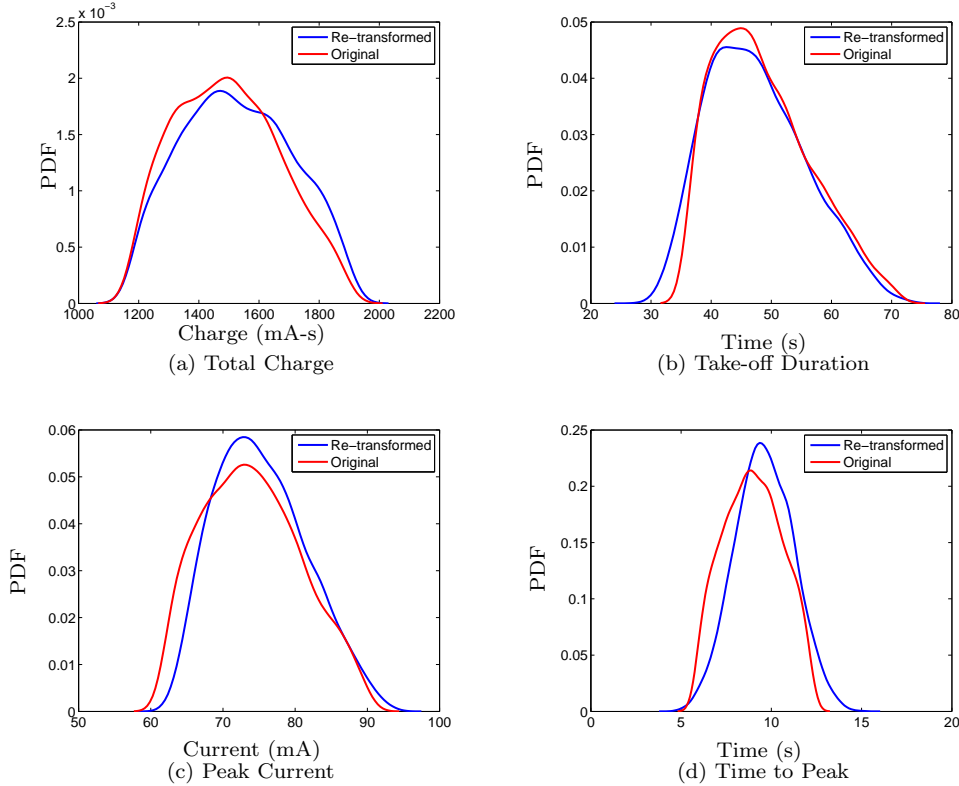 x 10⁻³
2.5
2
1.5
1
0.5
0
PDF
Re-transformed
Original
1000 1200 1400 1600 1800 2000 2200
Charge (mA-s)
(a) Total Charge
0.05
0.04
0.03
0.02
0.01
0
PDF
Re-transformed
Original
20 30 40 50 60 70 80
Time (s)
(b) Take-off Duration
0.06
0.05
0.04
0.03
0.02
0.01
0
PDF
Re-transformed
Original
50 60 70 80 90 100
Current (mA)
(c) Peak Current
0.25
0.2
0.15
0.1
0.05
0
PDF
Re-transformed
Original
0 5 10 15 20
Time (s)
(d) Time to Peak